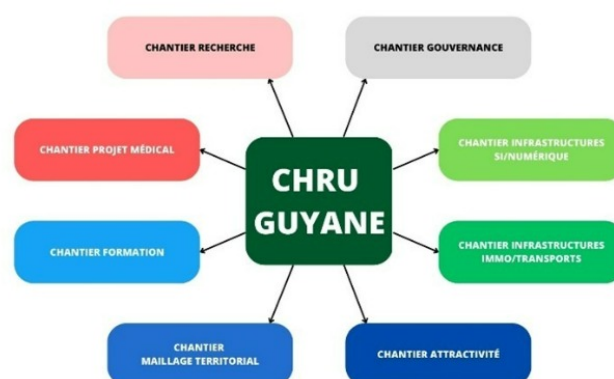 CHANTIER RECHERCHE
CHANTIER GOUVERNANCE
CHANTIER PROJET MÉDICAL
CHANTIER INFRASTRUCTURES
SI/NUMÉRIQUE
CHRU
GUYANE
CHANTIER FORMATION
CHANTIER INFRASTRUCTURES
IMMO/TRANSPORTS
CHANTIER
MAILLAGE TERRITORIAL
CHANTIER ATTRACTIVITÉ